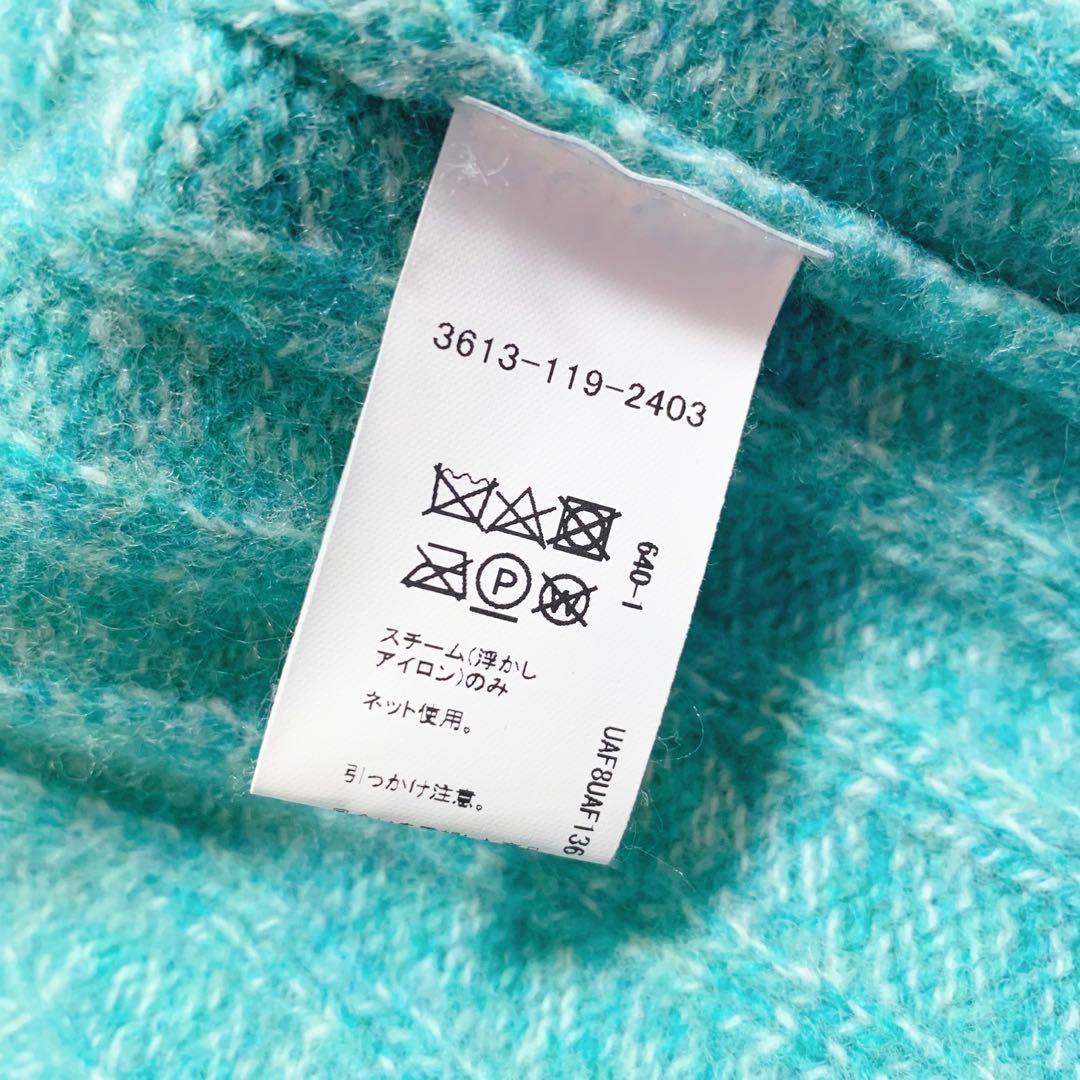 3613-119-2403
P
W
640-1
スチーム(浮かし
アイロン)のみ
ネット使用。
引っかけ注意。
UAF8UAF136